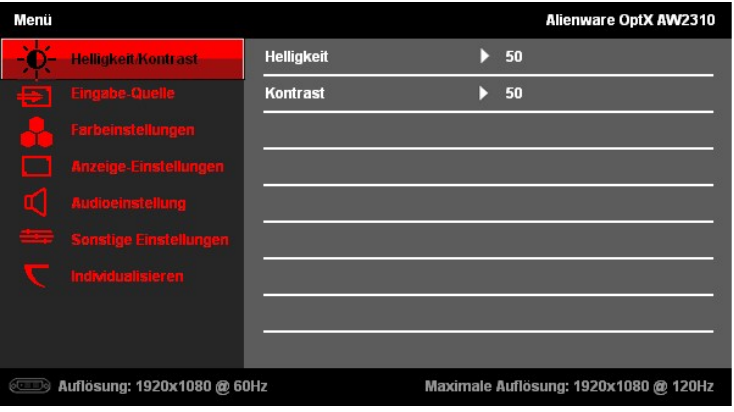 Menü
Alienware OptX AW2310
Helligkeit/Kontrast
Eingabe-Quelle
Farbeinstellungen
Anzeige-Einstellungen
Audioeinstellung
Sonstige Einstellungen
Individualisieren
Helligkeit 50
Kontrast 50
Auflösung: 1920x1080 @ 60Hz
Maximale Auflösung: 1920x1080 @ 120Hz